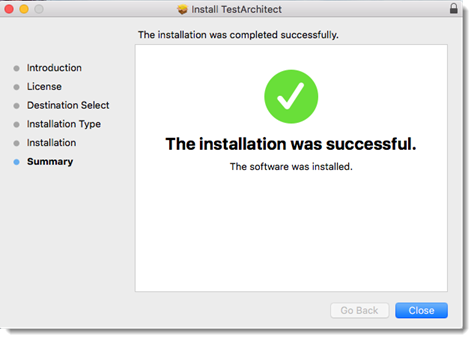 Install TestArchitect
The installation was completed successfully.
Introduction
License
Destination Select
Installation Type
Installation
Summary
The installation was successful.
The software was installed.
Go Back
Close